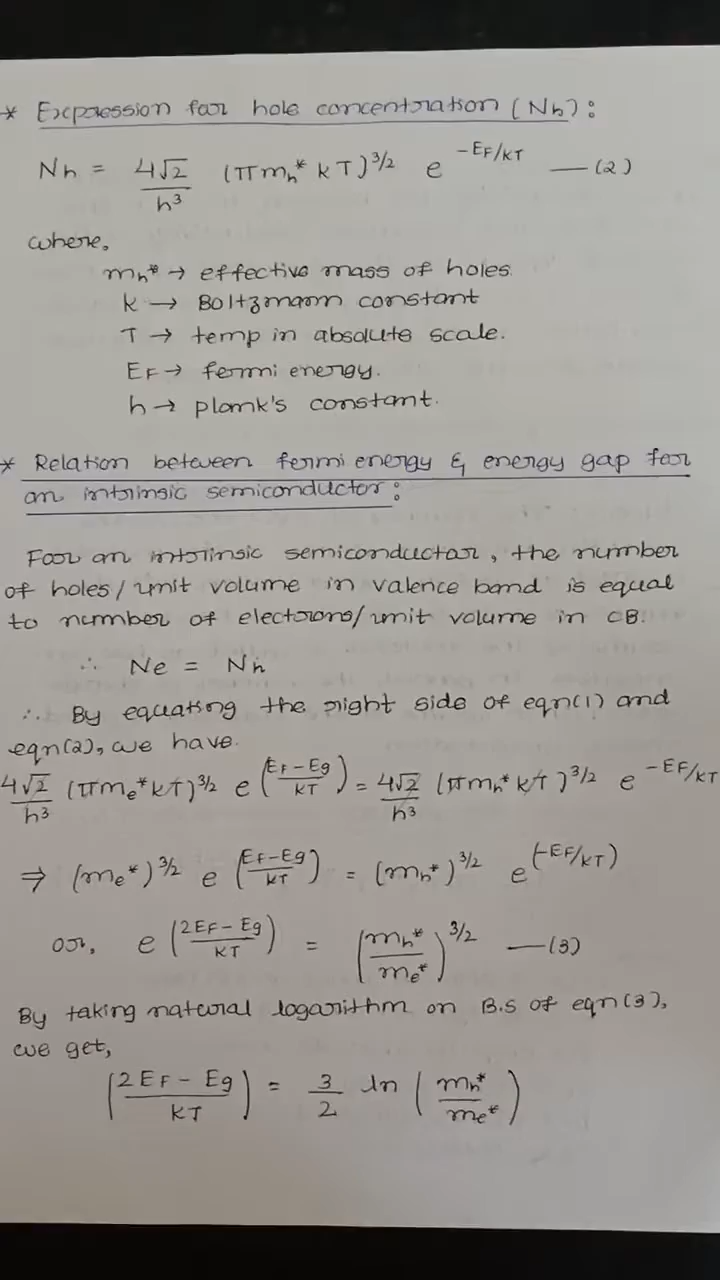 * Expression for hole concentration (Nh):
Nh = 4√2/h³ (πmh* kT)^3/2 e^-EF/kT —(2)
where,
mh* → effective mass of holes.
k → Boltzmann constant
T → temp in absolute scale.
EF → fermi energy.
h → plank's constant.
* Relation between fermi energy & energy gap for
an intrinsic semiconductor:
For an intrinsic semiconductor, the number
of holes/unit volume in valence band is equal
to number of electrons/unit volume in CB.
∴ Ne = Nh
∴ By equating the right side of eqn(1) and
eqn(2), we have.
4√2/h³ (πme* kT)^3/2 e^(EF-Eg/kT) = 4√2/h³ (πmh* kT)^3/2 e^-EF/kT
⇒ (me*)^3/2 e^(EF-Eg/kT) = (mh*)^3/2 e^(-EF/kT)
or, e^(2EF-Eg/kT) = (mh*/me*)^3/2 —(3)
By taking natural logarithm on B.S of eqn(3),
we get,
(2EF-Eg/kT) = 3/2 ln (mh*/me*)